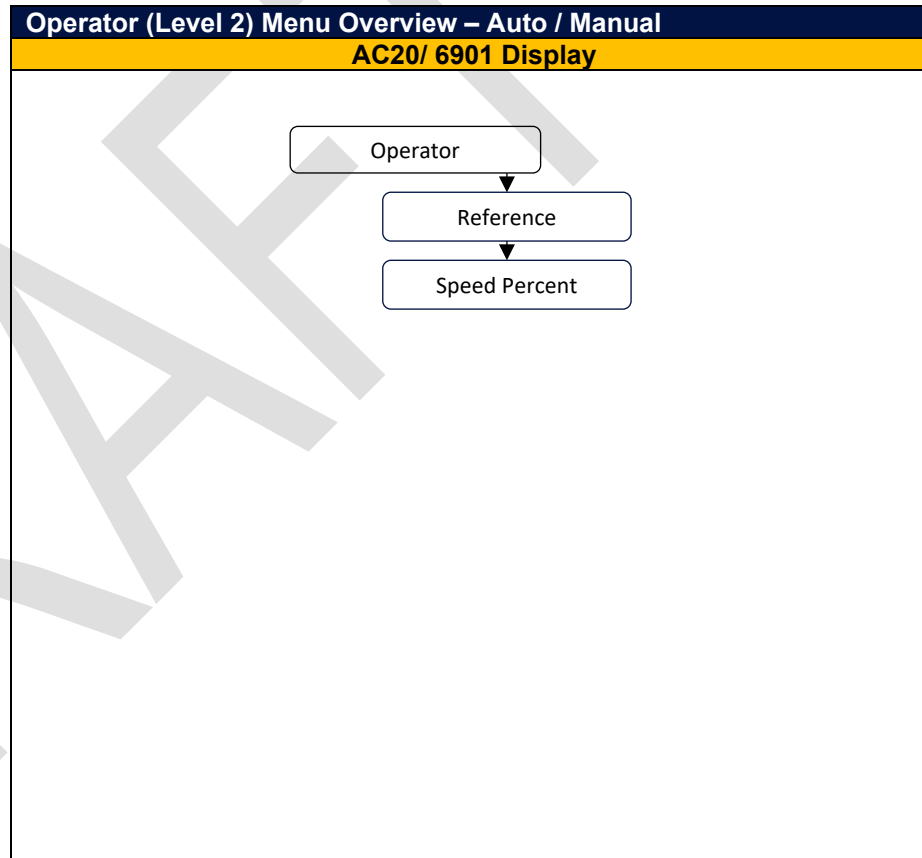 Operator (Level 2) Menu Overview – Auto / Manual
AC20/ 6901 Display
Operator
Reference
Speed Percent